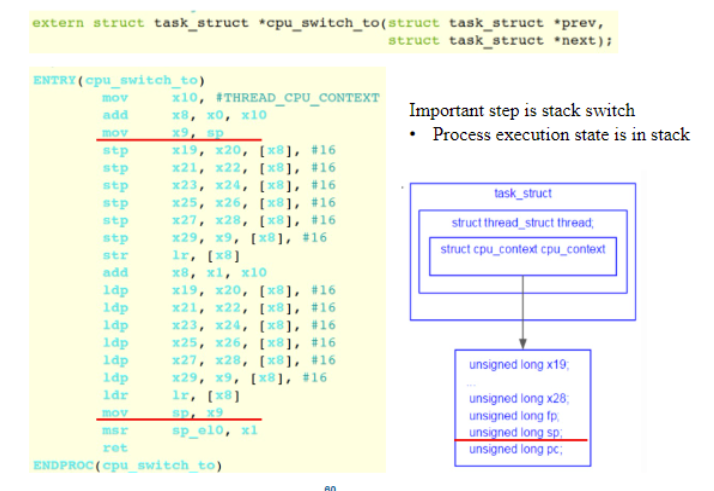 extern struct task_struct *cpu_switch_to(struct task_struct *prev,
struct task_struct *next);
ENTRY(cpu_switch_to)
mov x10, #THREAD_CPU_CONTEXT
add x8, x0, x10
mov x9, sp
stp x19, x20, [x8], #16
stp x21, x22, [x8], #16
stp x23, x24, [x8], #16
stp x25, x26, [x8], #16
stp x27, x28, [x8], #16
stp x29, x9, [x8], #16
str lr, [x8]
add x8, x1, x10
ldp x19, x20, [x8], #16
ldp x21, x22, [x8], #16
ldp x23, x24, [x8], #16
ldp x25, x26, [x8], #16
ldp x27, x28, [x8], #16
ldp x29, x9, [x8], #16
ldr lr, [x8]
mov sp, x9
msr sp_el0, x1
ret
ENDPROC(cpu_switch_to)
Important step is stack switch
• Process execution state is in stack
task_struct
struct thread_struct thread;
struct cpu_context cpu_context
unsigned long x19;
...
unsigned long x28;
unsigned long fp;
unsigned long sp;
unsigned long pc;
60